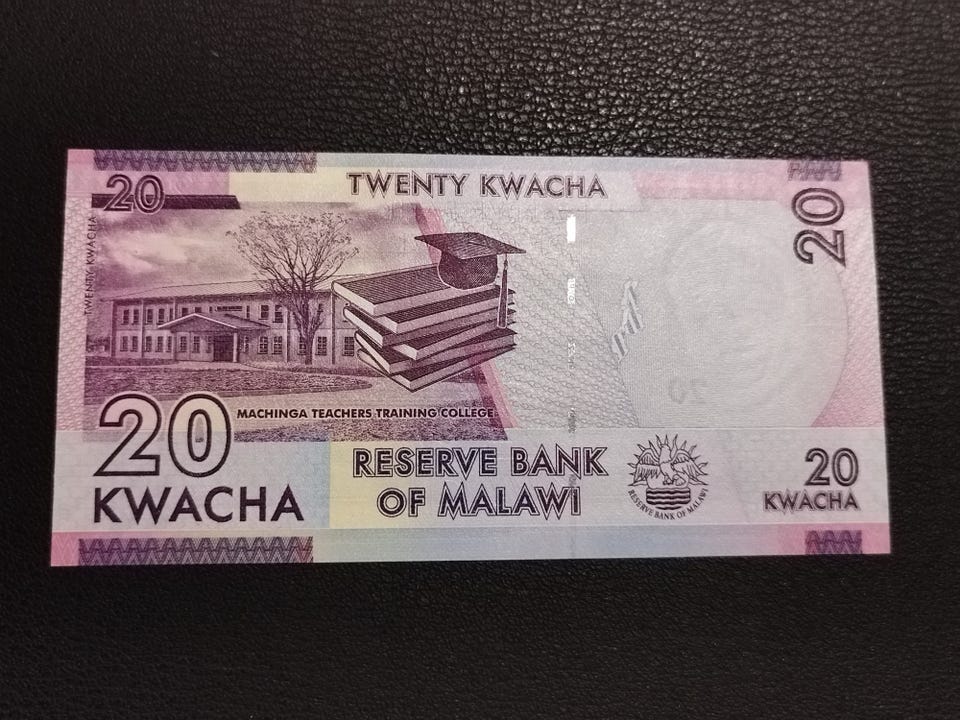 20
TWENTY KWACHA
20
TWENTY KWACHA
MACHINGA TEACHERS TRAINING COLLEGE
20
KWACHA
RESERVE BANK
OF MALAWI
RESERVE BANK OF MALAWI
20
KWACHA
20